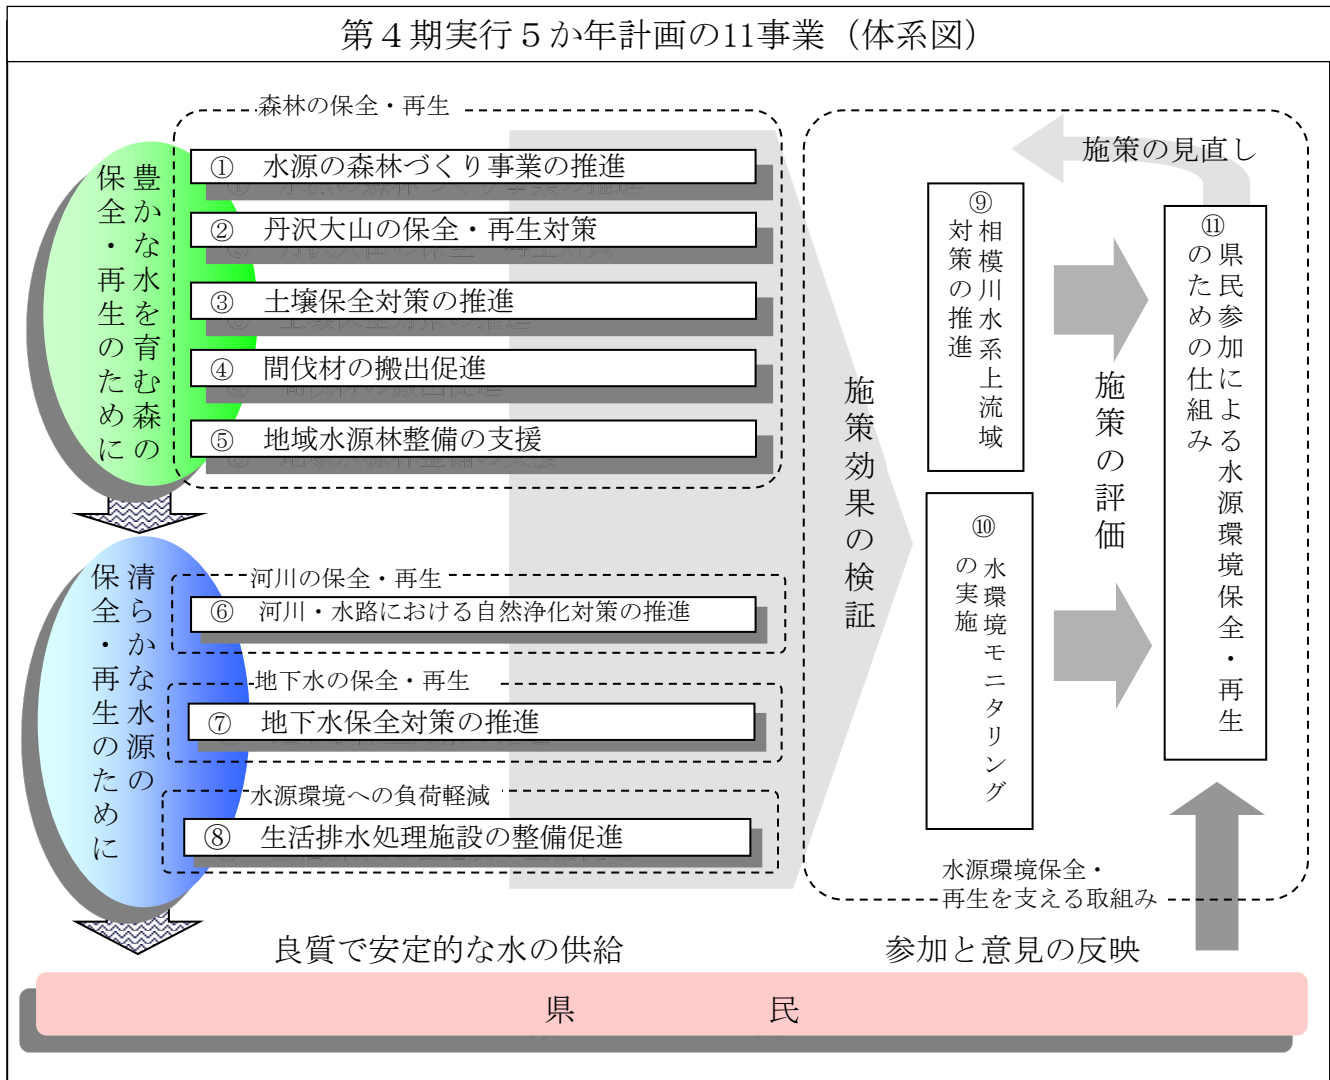 第４期実行５か年計画の11事業（体系図）
森林の保全・再生
豊かな水を育む森の
保全・再生のために
① 水源の森林づくり事業の推進
② 丹沢大山の保全・再生対策
③ 土壌保全対策の推進
④ 間伐材の搬出促進
⑤ 地域水源林整備の支援
清らかな水源の
保全・再生のために
河川の保全・再生
⑥ 河川・水路における自然浄化対策の推進
地下水の保全・再生
⑦ 地下水保全対策の推進
水源環境への負荷軽減
⑧ 生活排水処理施設の整備促進
施策効果の検証
⑨ 相模川水系上流域
対策の推進
⑩ 水環境モニタリング
の実施
施策の評価
施策の見直し
⑪ 県民参加による水源環境保全・再生
のための仕組み
水源環境保全・
再生を支える取組み
良質で安定的な水の供給
参加と意見の反映
県 民